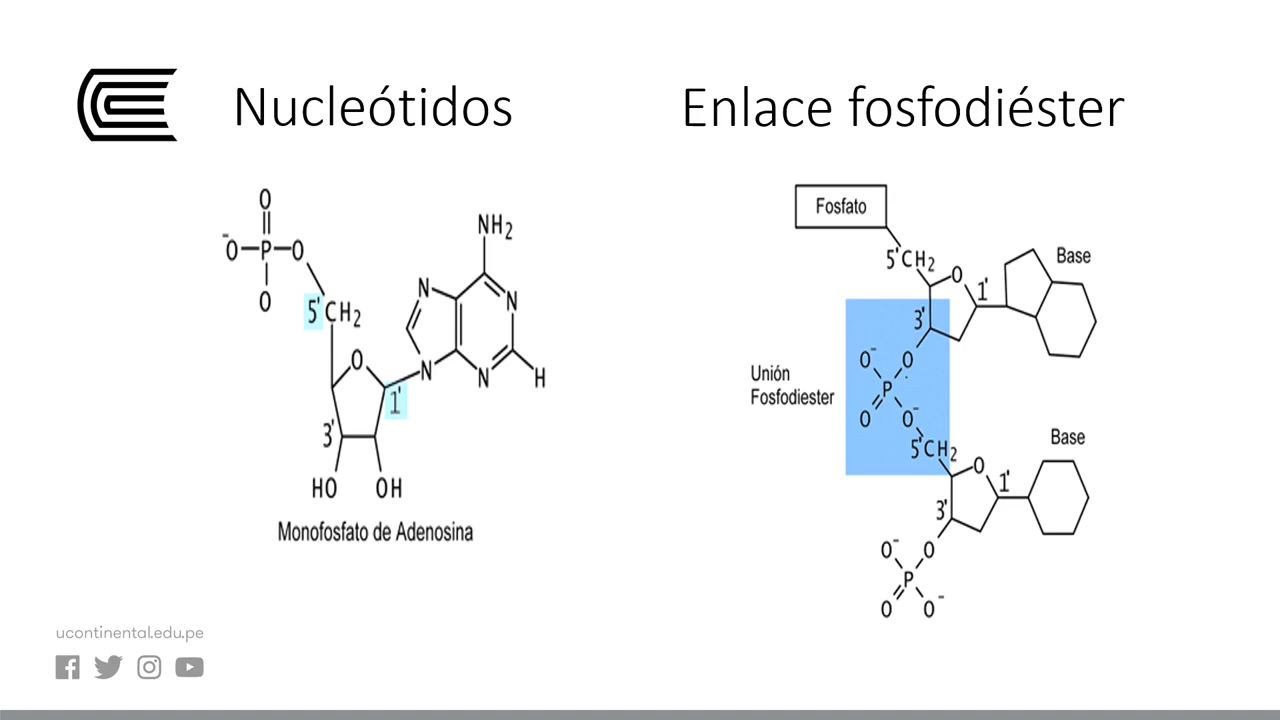 Nucleótidos
Enlace fosfodiéster
O
⁻O P O
O
5' CH₂
O
1'
3'
HO OH
NH₂
N N
N N H
Monofosfato de Adenosina
Fosfato
5'CH₂
O
1'
Base
3'
O⁻ O
P
O O⁻
Unión
Fosfodiester
5'CH₂
O
1'
Base
3'
O⁻ O
P
O O⁻
ucontinental.edu.pe